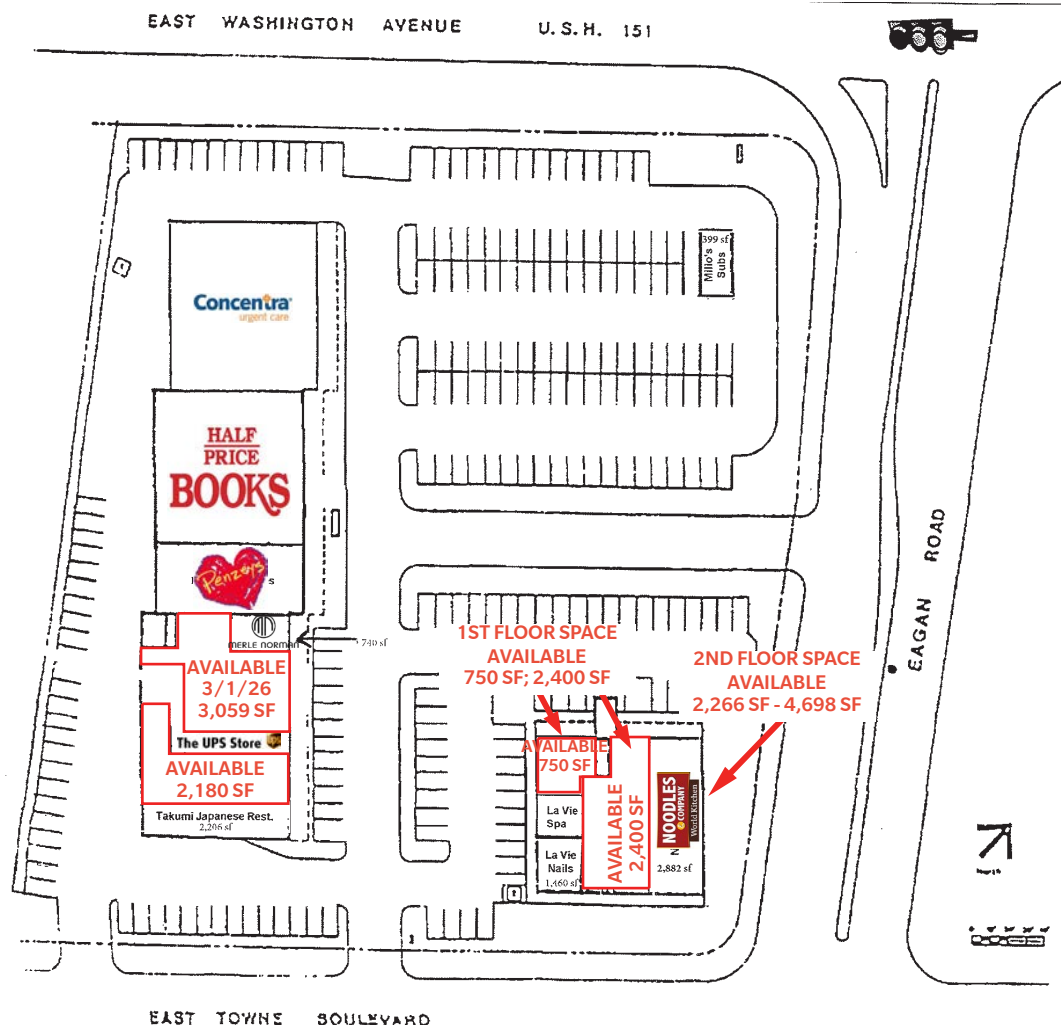 EAST WASHINGTON AVENUE U.S.H. 151
399 sf
Milio's
Subs
Concentra
urgent care
HALF
PRICE
BOOKS
Penzeys
s
MERLE NORMAN
740 sf
AVAILABLE
3/1/26
3,059 SF
The UPS Store
ups
AVAILABLE
2,180 SF
Takumi Japanese Rest.
2,206 sf
1ST FLOOR SPACE
AVAILABLE
750 SF; 2,400 SF
2ND FLOOR SPACE
AVAILABLE
2,266 SF - 4,698 SF
AVAILABLE
750 SF
La Vie
Spa
La Vie
Nails
1,460 sf
AVAILABLE
2,400 SF
NOODLES
& COMPANY
World Kitchen
N
2,882 sf
EAGAN ROAD
EAST TOWNE BOULEVARD